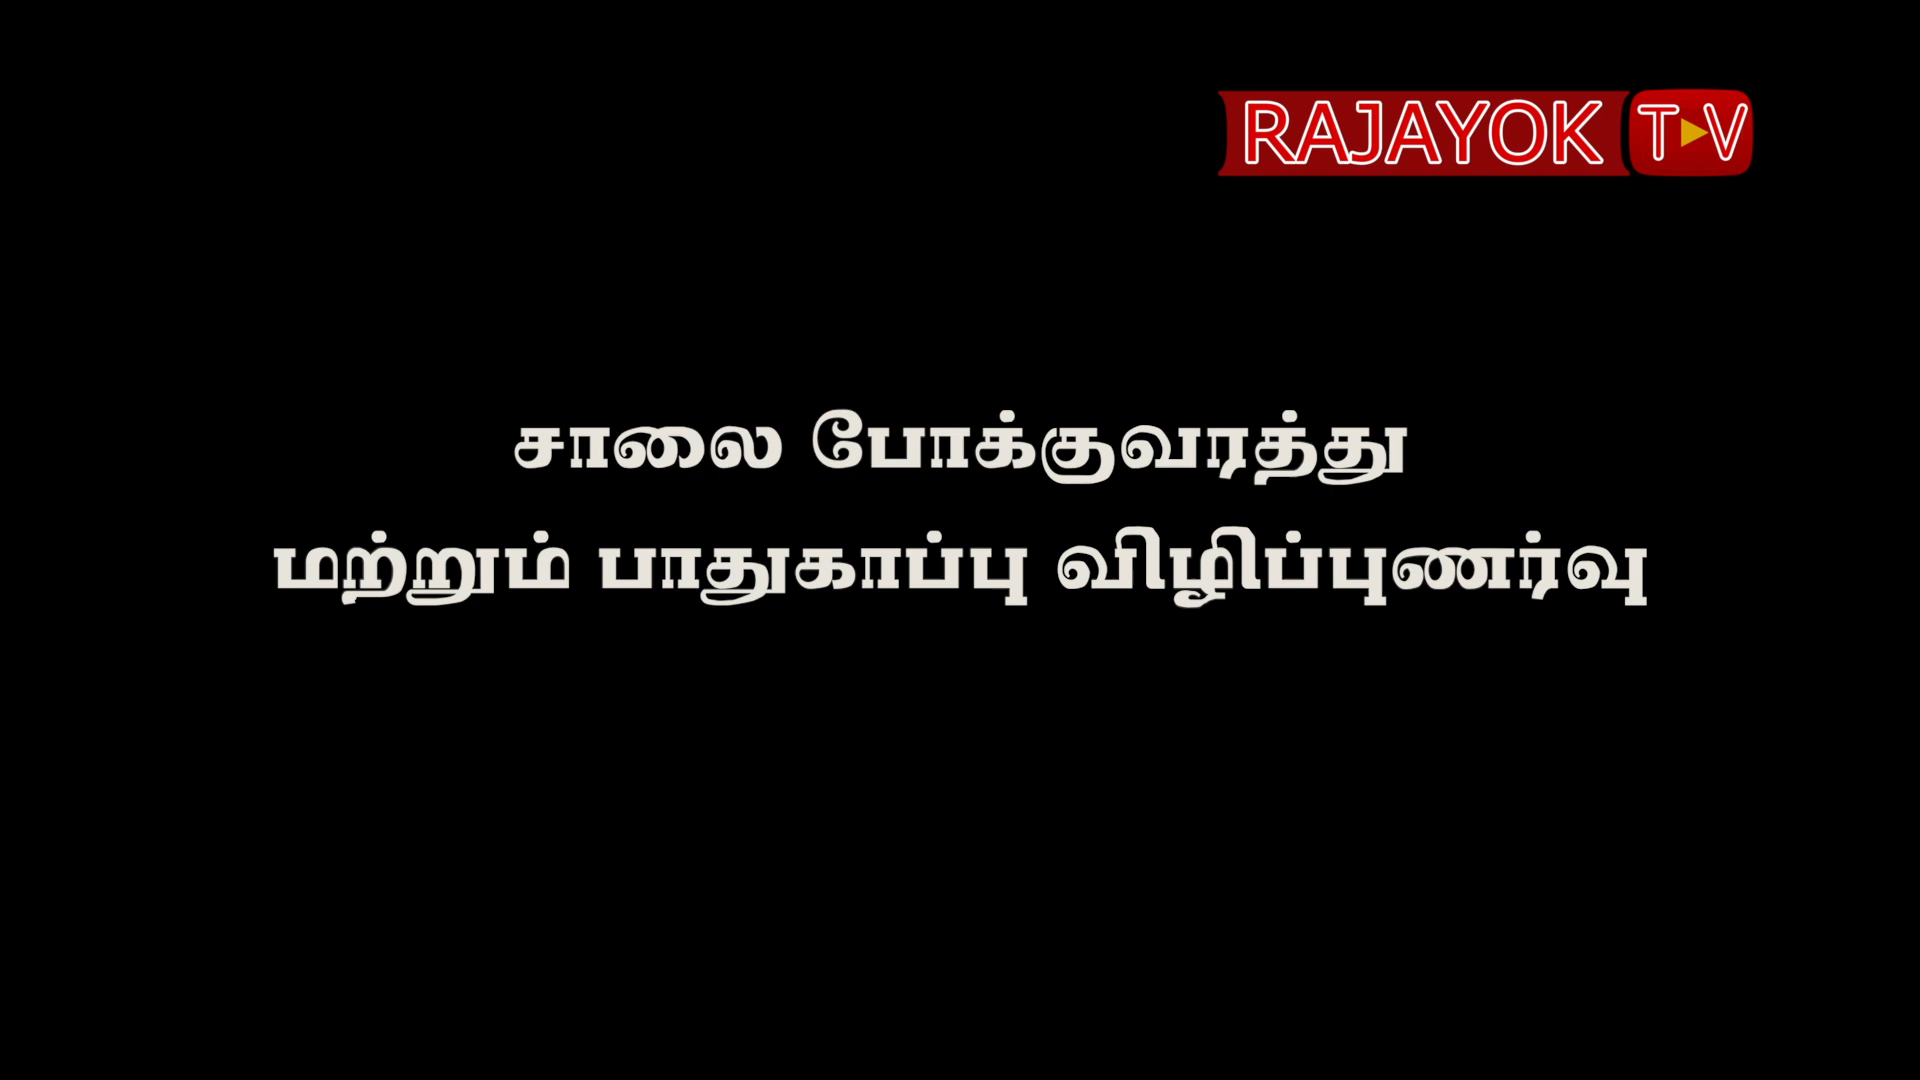 RAJAYOK TV
சாலை போக்குவரத்து
மற்றும் பாதுகாப்பு விழிப்புணர்வு